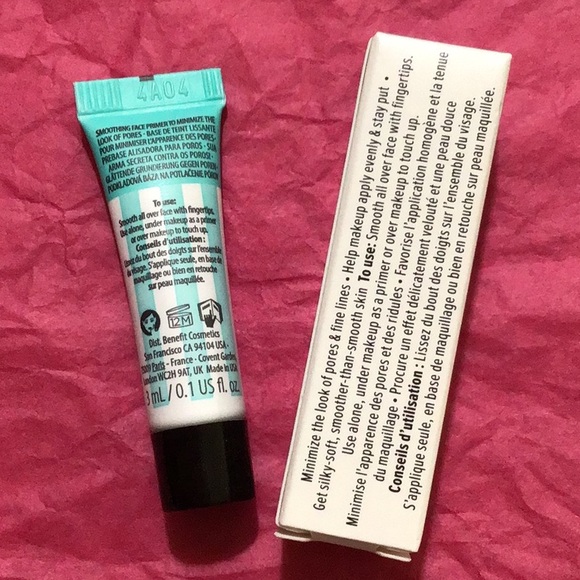 4A04
SMOOTHING FACE PRIMER TO MINIMIZE THE
LOOK OF PORES • BASE DE TEINT LISSANTE
POUR MINIMISER L'APPARENCE DES PORES •
PREBASE ALISADORA PARA POROS - SUA
ARMA SECRETA CONTRA OS POROS •
GLÄTTENDE GRUNDIERUNG GEGEN POREN •
PODKLADOVÁ BÁZA NA POTLAČENIE PÓROV
To use:
Smooth all over face with fingertips.
Use alone, under makeup as a primer
or over makeup to touch up.
Conseils d'utilisation :
Lissez du bout des doigts sur l'ensemble
du visage. S'applique seule, en base de
maquillage ou bien en retouche
sur peau maquillée.
12M
Dist. Benefit Cosmetics
San Francisco CA 94104 USA •
Parfs - France • Covent Garden
London WC2H 9AT, UK Made in USA
3 mL / 0.1 US fl. oz.
Minimize the look of pores & fine lines • Help makeup apply evenly & stay put •
Get silky-soft, smoother-than-smooth skin To use: Smooth all over face with fingertips.
Use alone, under makeup as a primer or over makeup to touch up.
Minimise l'apparence des pores et des ridules • Favorise l'application homogène et la tenue
du maquillage • Procure un effet délicatement velouté et une peau douce
Conseils d'utilisation : Lissez du bout des doigts sur l'ensemble du visage.
S'applique seule, en base de maquillage ou bien en retouche sur peau maquillée.